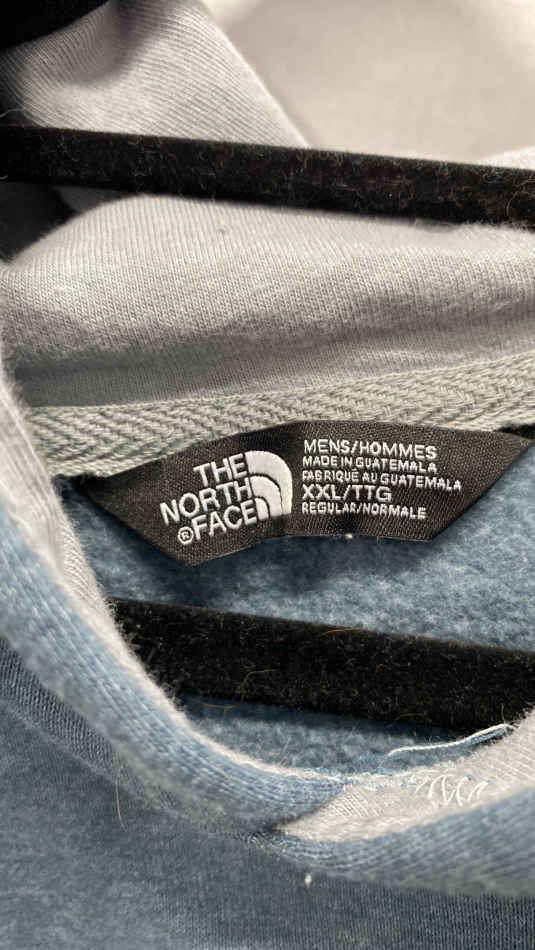 THE
NORTH
®FACE
MENS/HOMMES
MADE IN GUATEMALA
FABRIQUÉ AU GUATEMALA
XXL/TTG
REGULAR/NORMALE